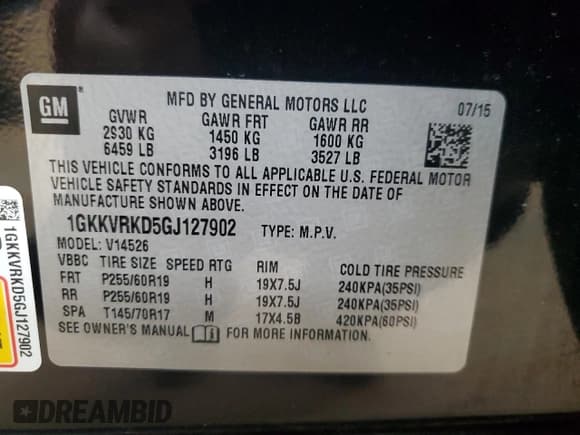 GM
MFD BY GENERAL MOTORS LLC
07/15
GVWR GAWR FRT GAWR RR
2930 KG 1450 KG 1600 KG
6459 LB 3196 LB 3527 LB
THIS VEHICLE CONFORMS TO ALL APPLICABLE U.S. FEDERAL MOTOR
VEHICLE SAFETY STANDARDS IN EFFECT ON THE DATE OF
MANUFACTURE SHOWN ABOVE.
1GKKVRKD5GJ127902 TYPE: M.P.V.
MODEL: V14526
VBBC TIRE SIZE SPEED RTG RIM COLD TIRE PRESSURE
FRT P255/60R19 H 19X7.5J 240KPA(35PSI)
RR P255/60R19 H 19X7.5J 240KPA(35PSI)
SPA T145/70R17 M 17X4.5B 420KPA(60PSI)
SEE OWNER'S MANUAL FOR MORE INFORMATION.
1GKKVRKD5GJ127902
DREAMBID